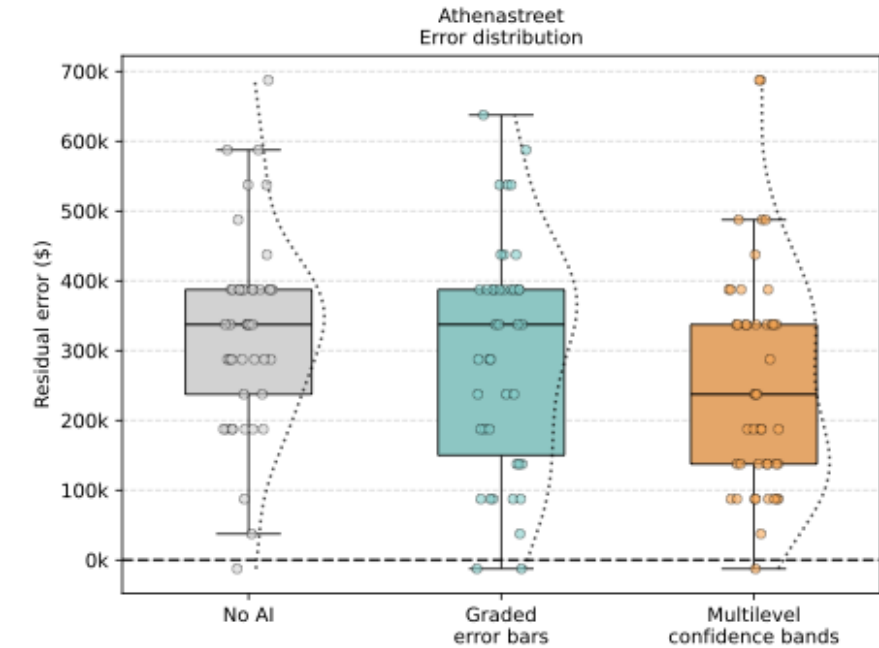 Athenastreet
Error distribution
Residual error ($)
700k
600k
500k
400k
300k
200k
100k
0k
No AI
Graded
error bars
Multilevel
confidence bands